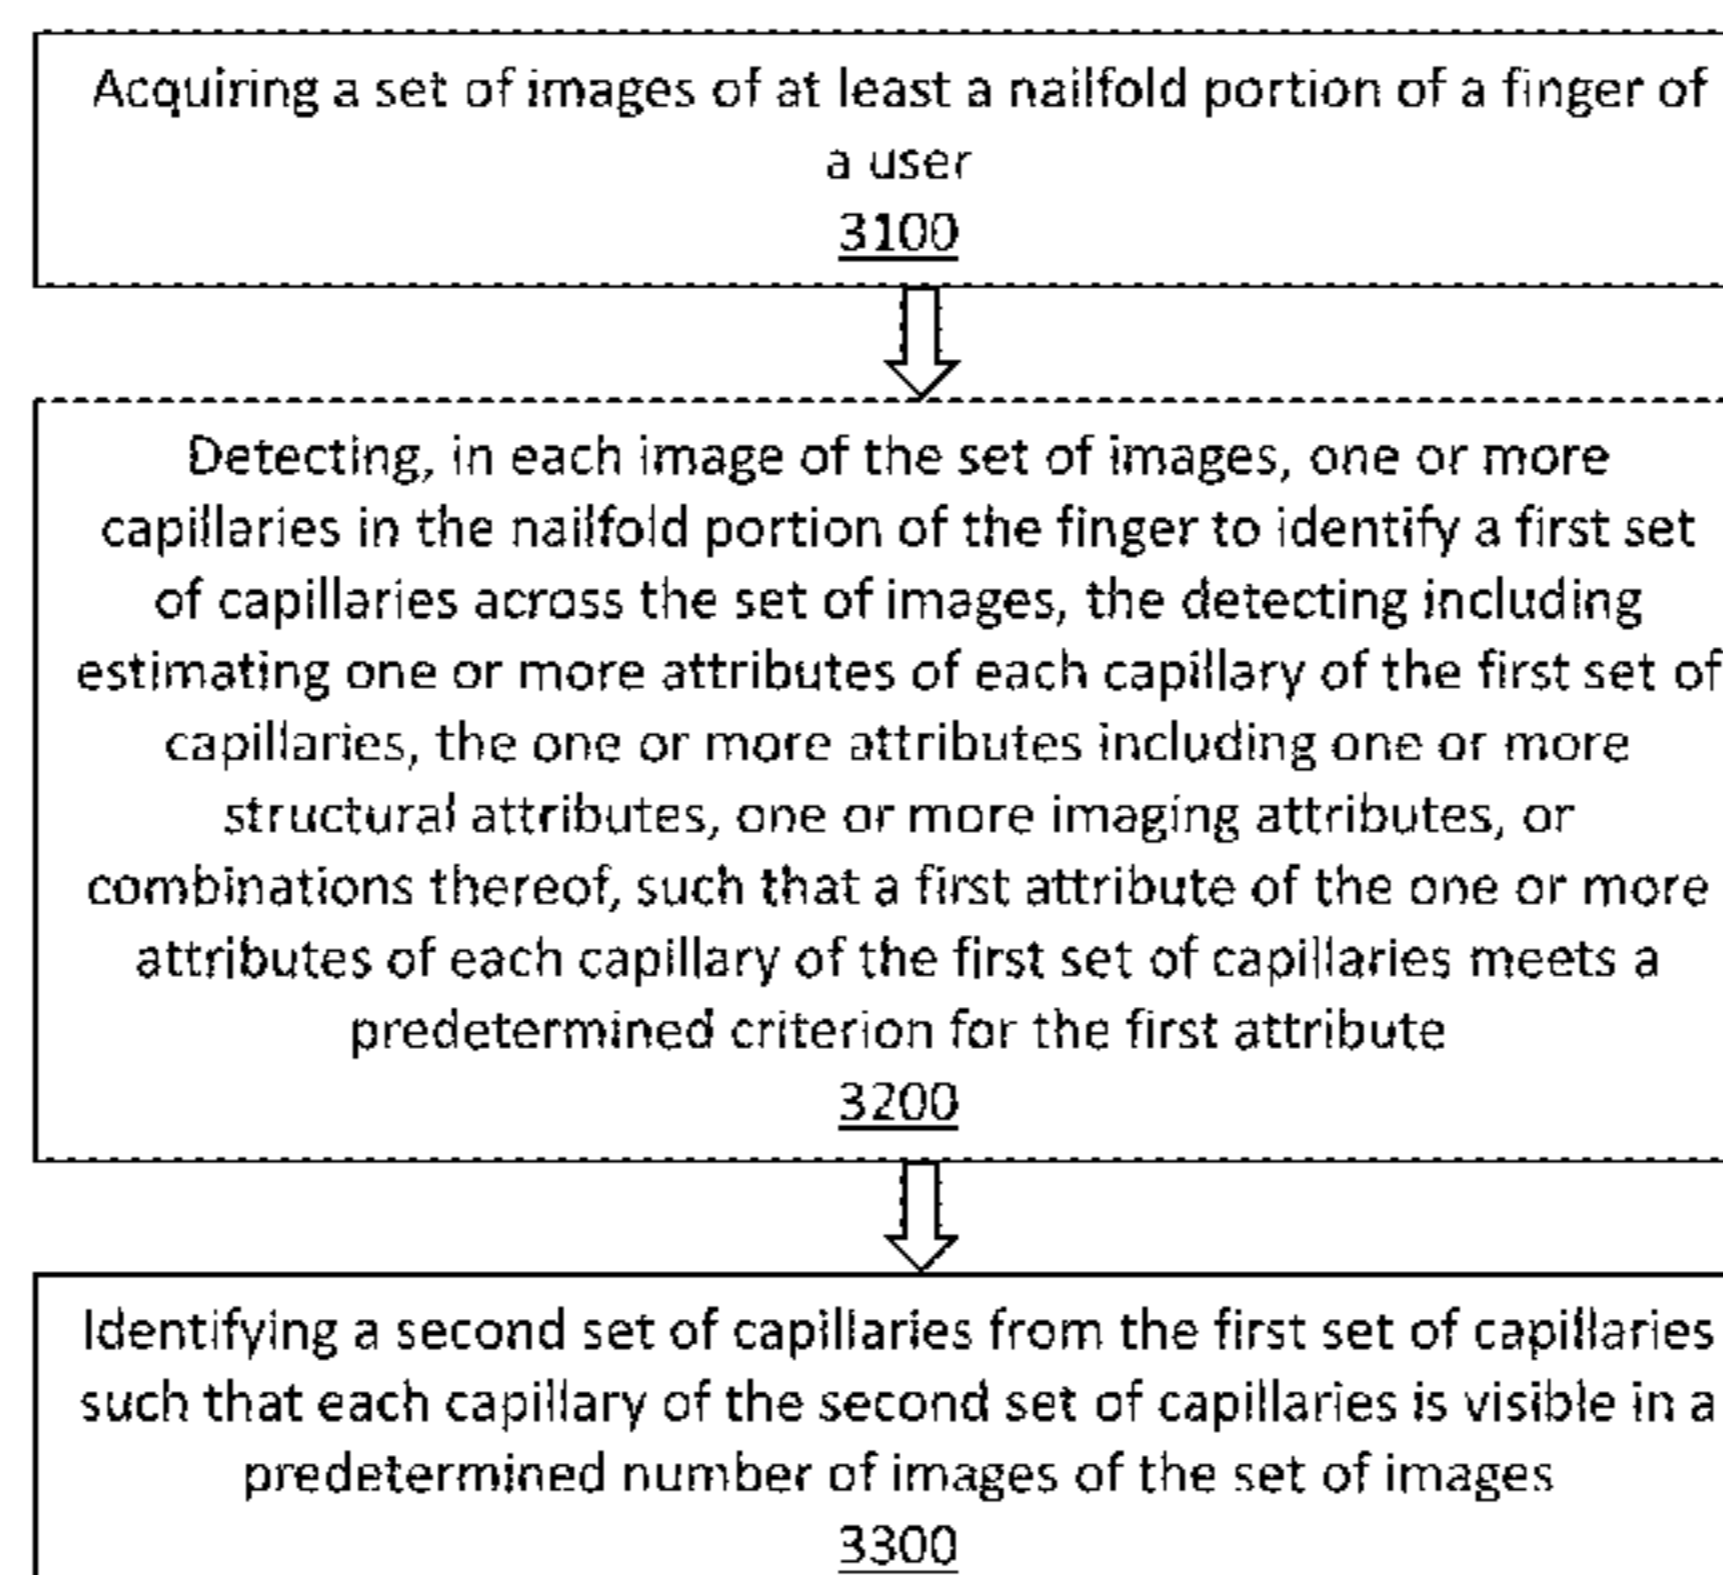 Acquiring a set of images of at least a nailfold portion of a finger of
a user
3100
Detecting, in each image of the set of images, one or more
capillaries in the nailfold portion of the finger to identify a first set
of capillaries across the set of images, the detecting including
estimating one or more attributes of each capillary of the first set of
capillaries, the one or more attributes including one or more
structural attributes, one or more imaging attributes, or
combinations thereof, such that a first attribute of the one or more
attributes of each capillary of the first set of capillaries meets a
predetermined criterion for the first attribute
3200
Identifying a second set of capillaries from the first set of capillaries
such that each capillary of the second set of capillaries is visible in a
predetermined number of images of the set of images
3300